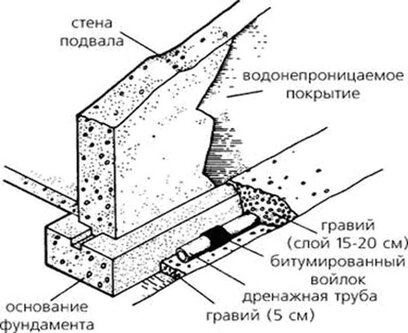 стена
подвала
водонепроницаемое
покрытие
гравий
(слой 15-20 см)
битумированный
войлок
дренажная труба
гравий (5 см)
основание
фундамента